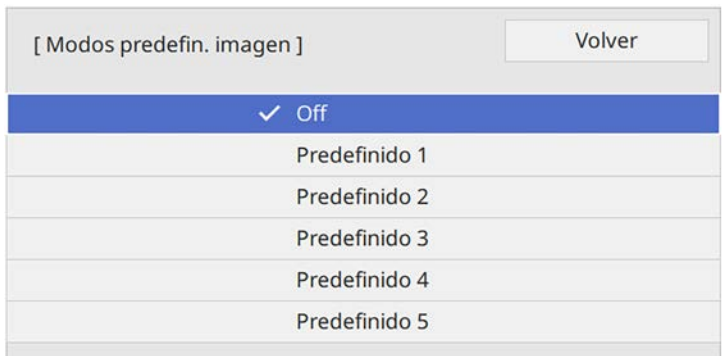 [ Modos predefin. imagen ]
Volver
Off
Predefinido 1
Predefinido 2
Predefinido 3
Predefinido 4
Predefinido 5